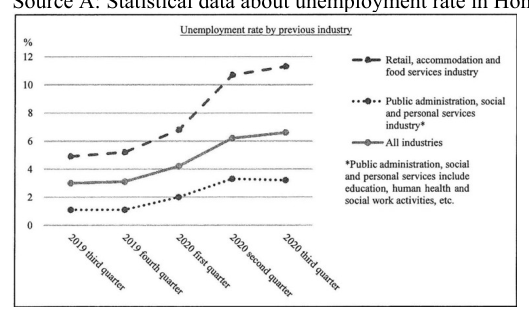 Source A: Statistical data about unemployment rate in Hon
Unemployment rate by previous industry
%
12
10
8
6
4
2
0
2019 third quarter
2019 fourth quarter
2020 first quarter
2020 second quarter
2020 third quarter
Retail, accommodation and
food services industry
Public administration, social
and personal services
industry*
All industries
*Public administration, social
and personal services include
education, human health and
social work activities, etc.